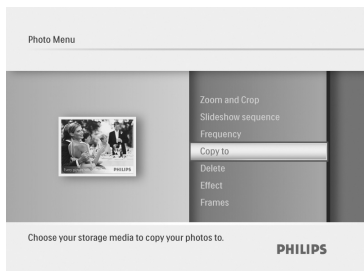 Photo Menu
Zoom and Crop
Slideshow sequence
Frequency
Copy to
Delete
Effect
Frames
PHILIPS
Choose your storage media to copy your photos to.
PHILIPS